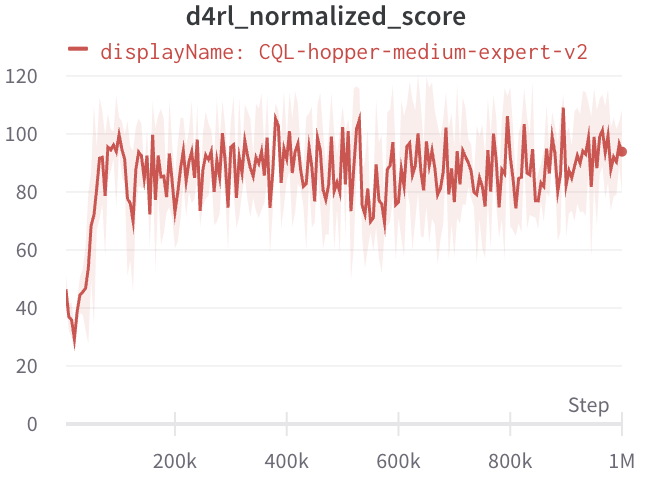 d4rl_normalized_score
displayName: CQL-hopper-medium-expert-v2
120
100
80
60
40
20
0
Step
200k
400k
600k
800k
1M